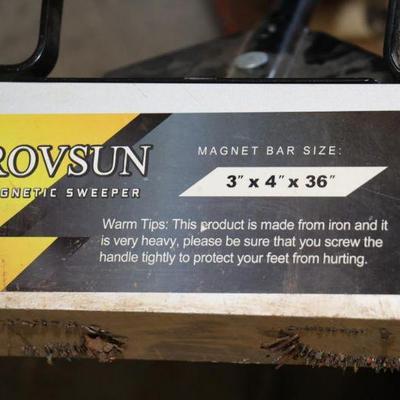 ROVSUN
GNETIC SWEEPER
MAGNET BAR SIZE:
3" x 4" x 36"
Warm Tips: This product is made from iron and it
is very heavy, please be sure that you screw the
handle tightly to protect your feet from hurting.